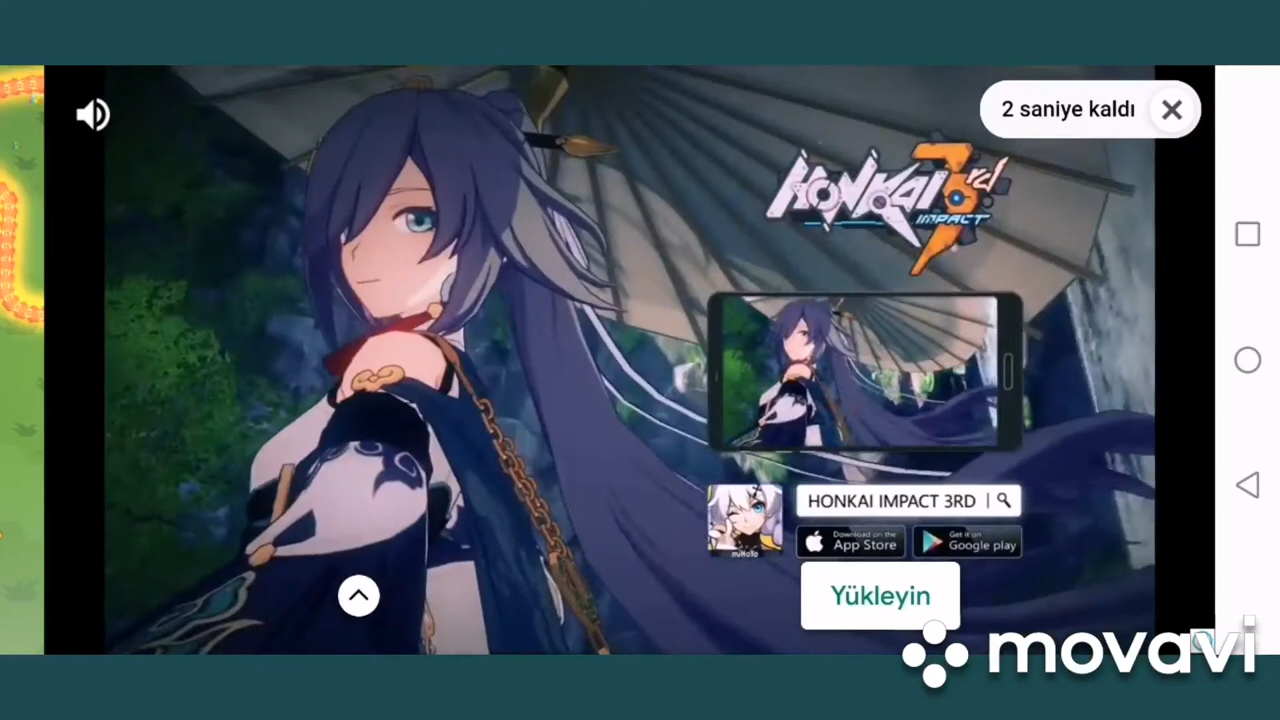 2 saniye kaldı
HONKAI 3rd
IMPACT
HONKAI IMPACT 3RD
Download on the
App Store
Get it on
Google play
miHoYo
Yükleyin
movavi